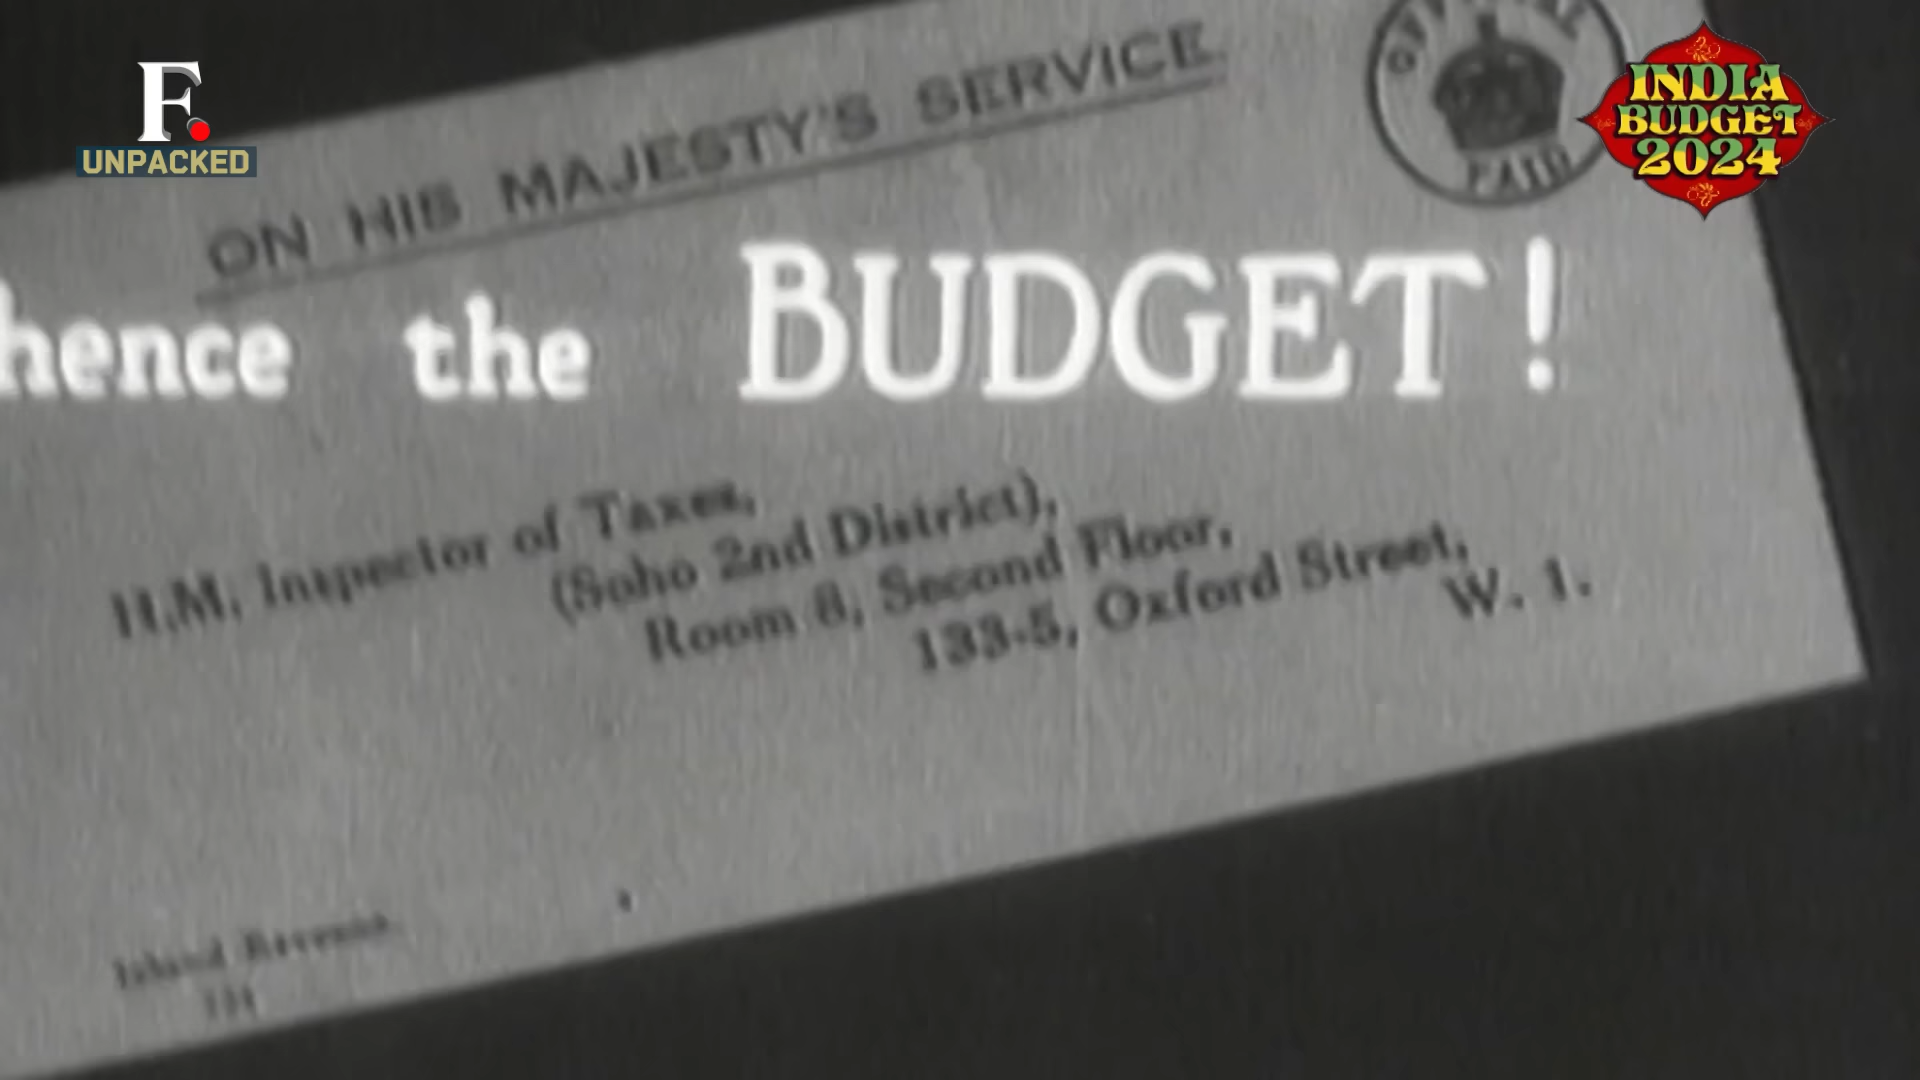 F.
UNPACKED
INDIA
BUDGET
2024
OFFICIAL
PAID
ON HIS MAJESTY'S SERVICE
hence the BUDGET!
H.M. Inspector of Taxes,
(Soho 2nd District),
Room 8, Second Floor,
133-5, Oxford Street,
W. 1.
Inland Revenue